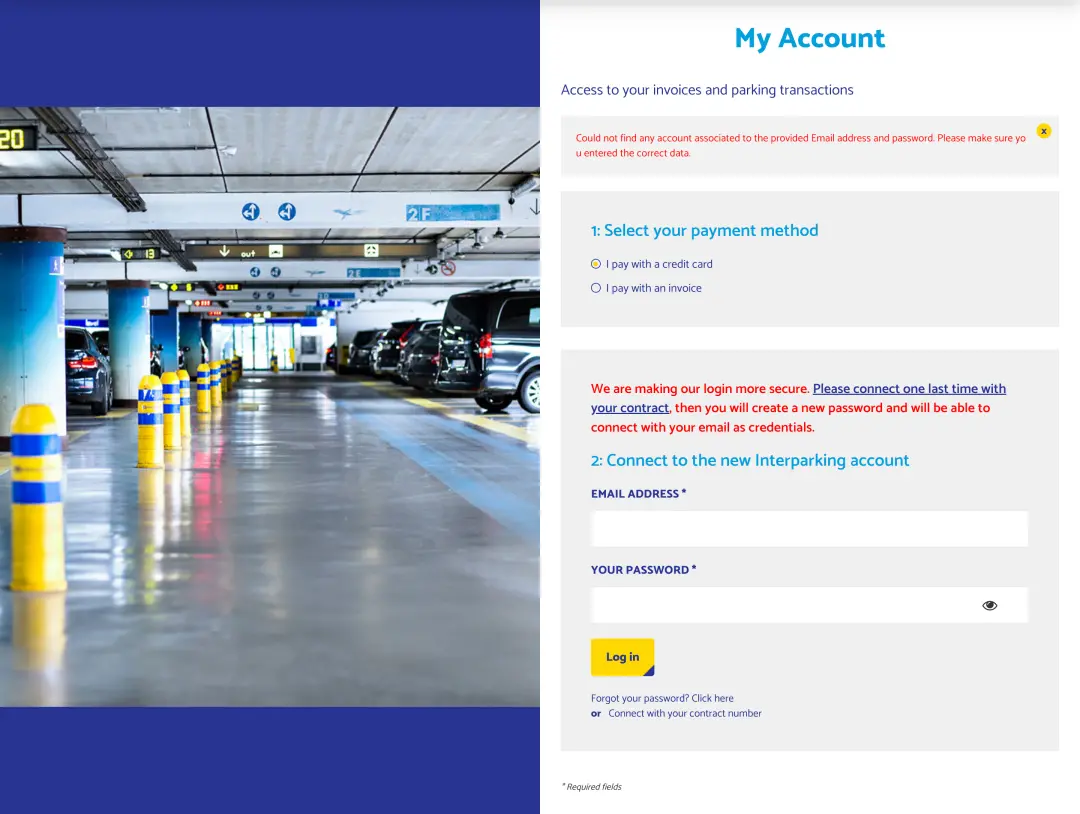 My Account
Access to your invoices and parking transactions
Could not find any account associated to the provided Email address and password. Please make sure yo
u entered the correct data.
x
1: Select your payment method
I pay with a credit card
I pay with an invoice
We are making our login more secure. Please connect one last time with
your contract, then you will create a new password and will be able to
connect with your email as credentials.
2: Connect to the new Interparking account
EMAIL ADDRESS *
YOUR PASSWORD *
Log in
Forgot your password? Click here
or Connect with your contract number
* Required fields
20
2F
13
out
2E